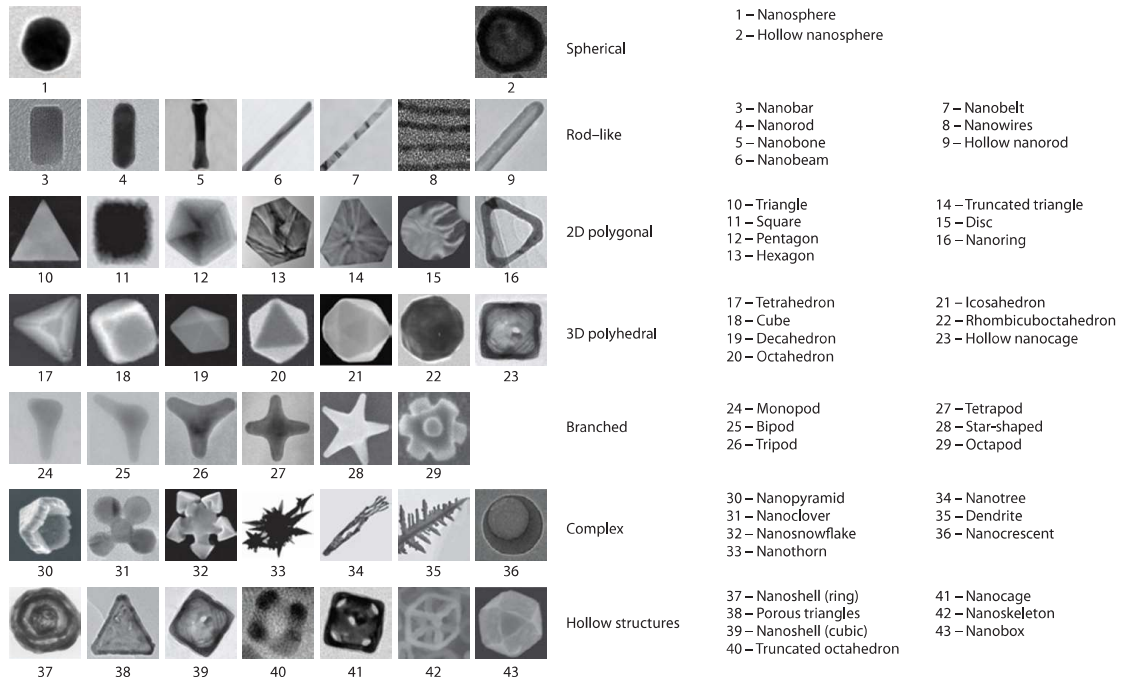 1 – Nanosphere
2 – Hollow nanosphere
Spherical
1
2
3 – Nanobar
4 – Nanorod
5 – Nanobone
6 – Nanobeam
7 – Nanobelt
8 – Nanowires
9 – Hollow nanorod
Rod–like
3 4 5 6 7 8 9
10 – Triangle
11 – Square
12 – Pentagon
13 – Hexagon
14 – Truncated triangle
15 – Disc
16 – Nanoring
2D polygonal
10 11 12 13 14 15 16
17 – Tetrahedron
18 – Cube
19 – Decahedron
20 – Octahedron
21 – Icosahedron
22 – Rhombicuboctahedron
23 – Hollow nanocage
3D polyhedral
17 18 19 20 21 22 23
24 – Monopod
25 – Bipod
26 – Tripod
27 – Tetrapod
28 – Star-shaped
29 – Octapod
Branched
24 25 26 27 28 29
30 – Nanopyramid
31 – Nanoclover
32 – Nanosnowflake
33 – Nanothorn
34 – Nanotree
35 – Dendrite
36 – Nanocrescent
Complex
30 31 32 33 34 35 36
37 – Nanoshell (ring)
38 – Porous triangles
39 – Nanoshell (cubic)
40 – Truncated octahedron
41 – Nanocage
42 – Nanoskeleton
43 – Nanobox
Hollow structures
37 38 39 40 41 42 43